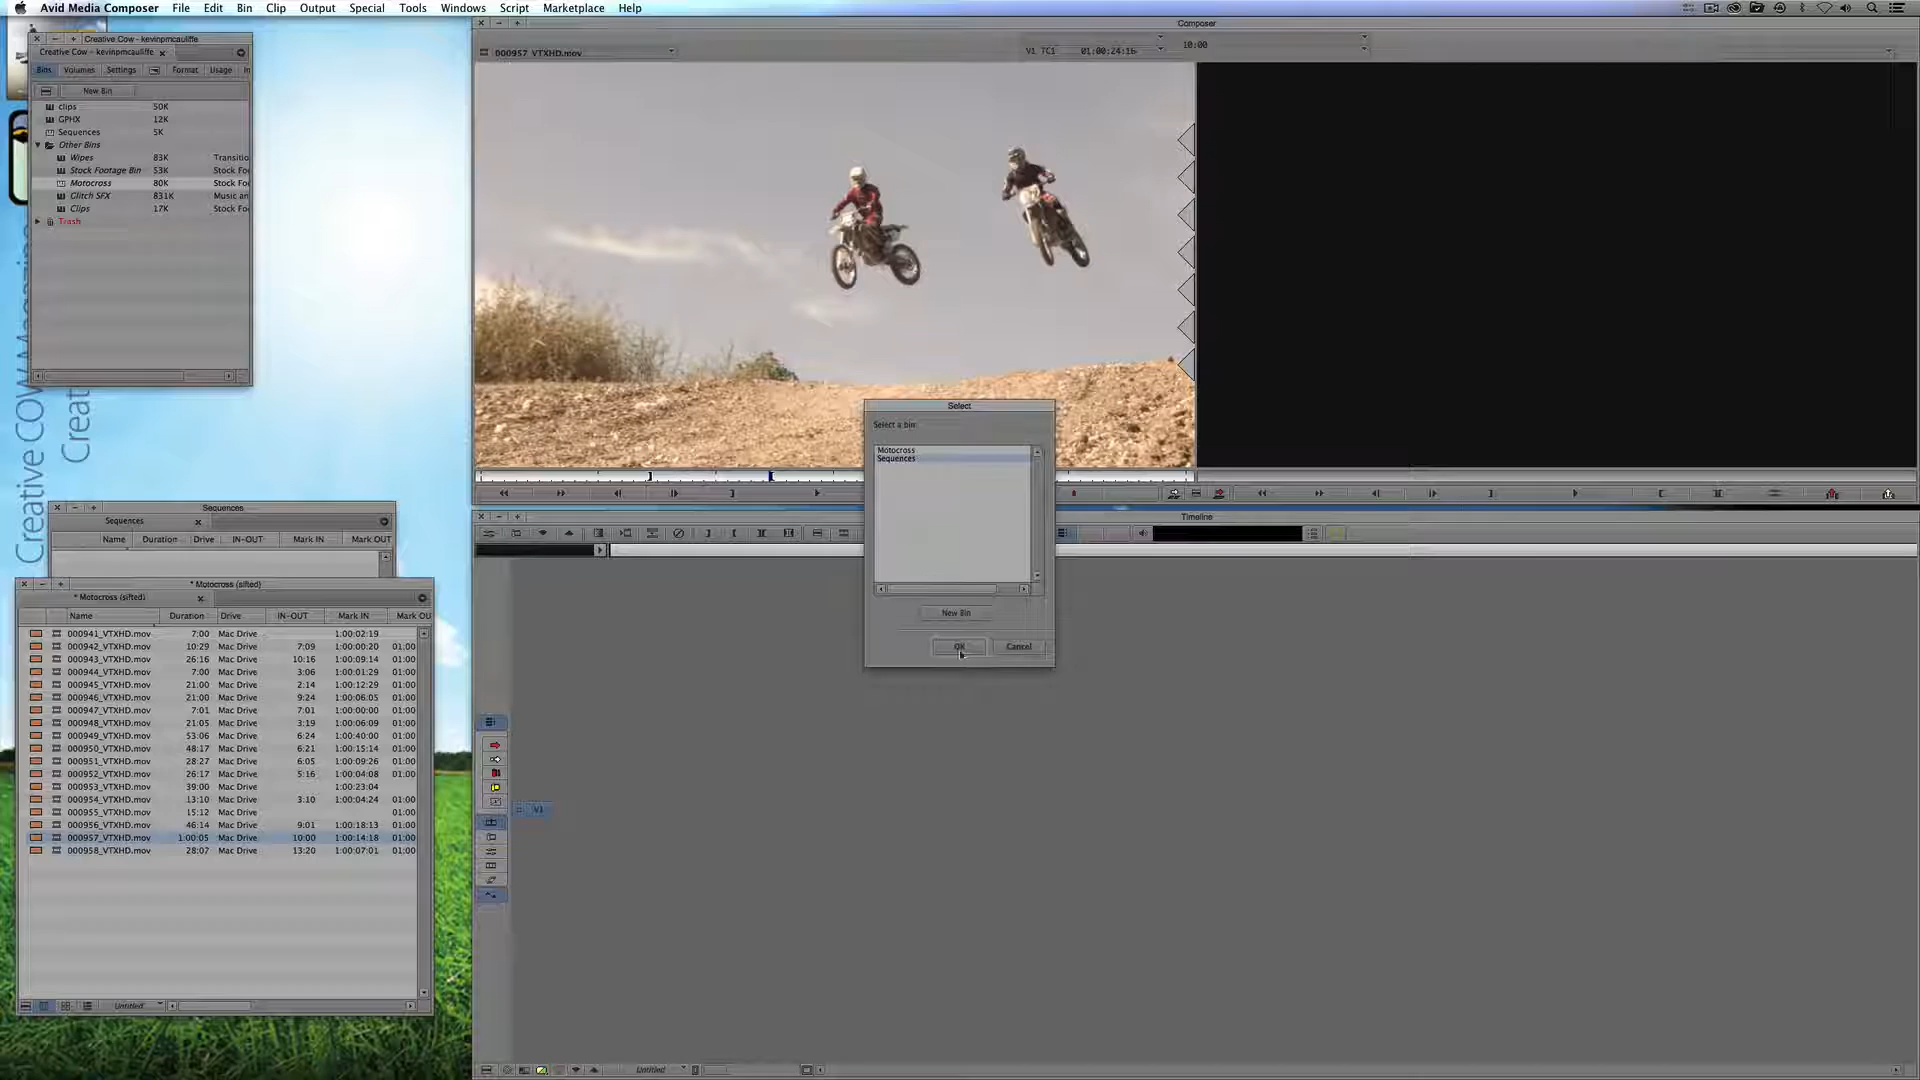 Avid Media Composer File Edit Bin Clip Output Special Tools Windows Script Marketplace Help
Creative Cow - kevinpmcauliffe
Creative Cow - kevinpmcauliffe
Bins Volumes Settings Format Usage
New Bin
clips 50K
GPHX 12K
Sequences 5K
Other Bins
Wipes 83K Transitio
Stock Footage Bin 53K Stock Fo
Motocross 80K Stock Fo
Glitch SFX 831K Music an
Clips 17K Stock Fo
Trash
Composer
000957_VTXHD.mov
V1 TC1 01:00:24:16 10:00
Select
Select a bin:
Motocross
Sequences
New Bin
OK Cancel
Timeline
V1
Untitled
Sequences
Sequences
Name Duration Drive IN-OUT Mark IN Mark OUT
* Motocross (sifted)
* Motocross (sifted)
Name Duration Drive IN-OUT Mark IN Mark OU
000941_VTXHD.mov 7:00 Mac Drive 1:00:02:19
000942_VTXHD.mov 10:29 Mac Drive 7:09 1:00:00:20 01:00
000943_VTXHD.mov 26:16 Mac Drive 10:16 1:00:09:14 01:00
000944_VTXHD.mov 7:00 Mac Drive 3:06 1:00:01:29 01:00
000945_VTXHD.mov 21:00 Mac Drive 2:14 1:00:12:29 01:00
000946_VTXHD.mov 21:00 Mac Drive 9:24 1:00:06:05 01:00
000947_VTXHD.mov 7:01 Mac Drive 7:01 1:00:00:00 01:00
000948_VTXHD.mov 21:05 Mac Drive 3:19 1:00:06:09 01:00
000949_VTXHD.mov 53:06 Mac Drive 6:24 1:00:40:00 01:00
000950_VTXHD.mov 48:17 Mac Drive 6:21 1:00:15:14 01:00
000951_VTXHD.mov 28:27 Mac Drive 6:05 1:00:09:26 01:00
000952_VTXHD.mov 26:17 Mac Drive 5:16 1:00:04:08 01:00
000953_VTXHD.mov 39:00 Mac Drive 1:00:23:04
000954_VTXHD.mov 13:10 Mac Drive 3:10 1:00:04:24 01:00
000955_VTXHD.mov 15:12 Mac Drive 01:00
000956_VTXHD.mov 46:14 Mac Drive 9:01 1:00:18:13 01:00
000957_VTXHD.mov 1:00:05 Mac Drive 10:00 1:00:14:18 01:00
000958_VTXHD.mov 28:07 Mac Drive 13:20 1:00:07:01 01:00
Untitled
Creative COW
Creat